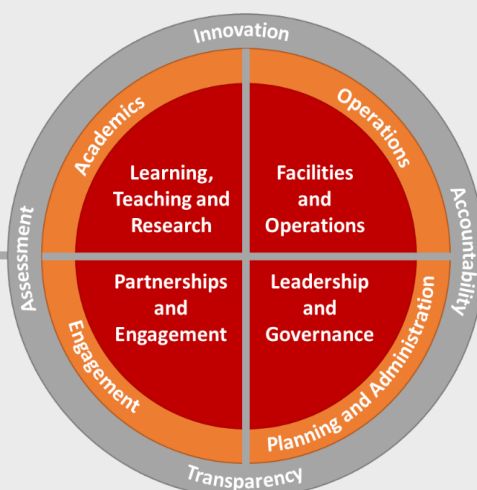 Innovation
Academics
Operations
Learning,
Teaching and
Research
Facilities
and
Operations
Assessment
Accountability
Partnerships
and
Engagement
Leadership
and
Governance
Engagement
Planning and Administration
Transparency